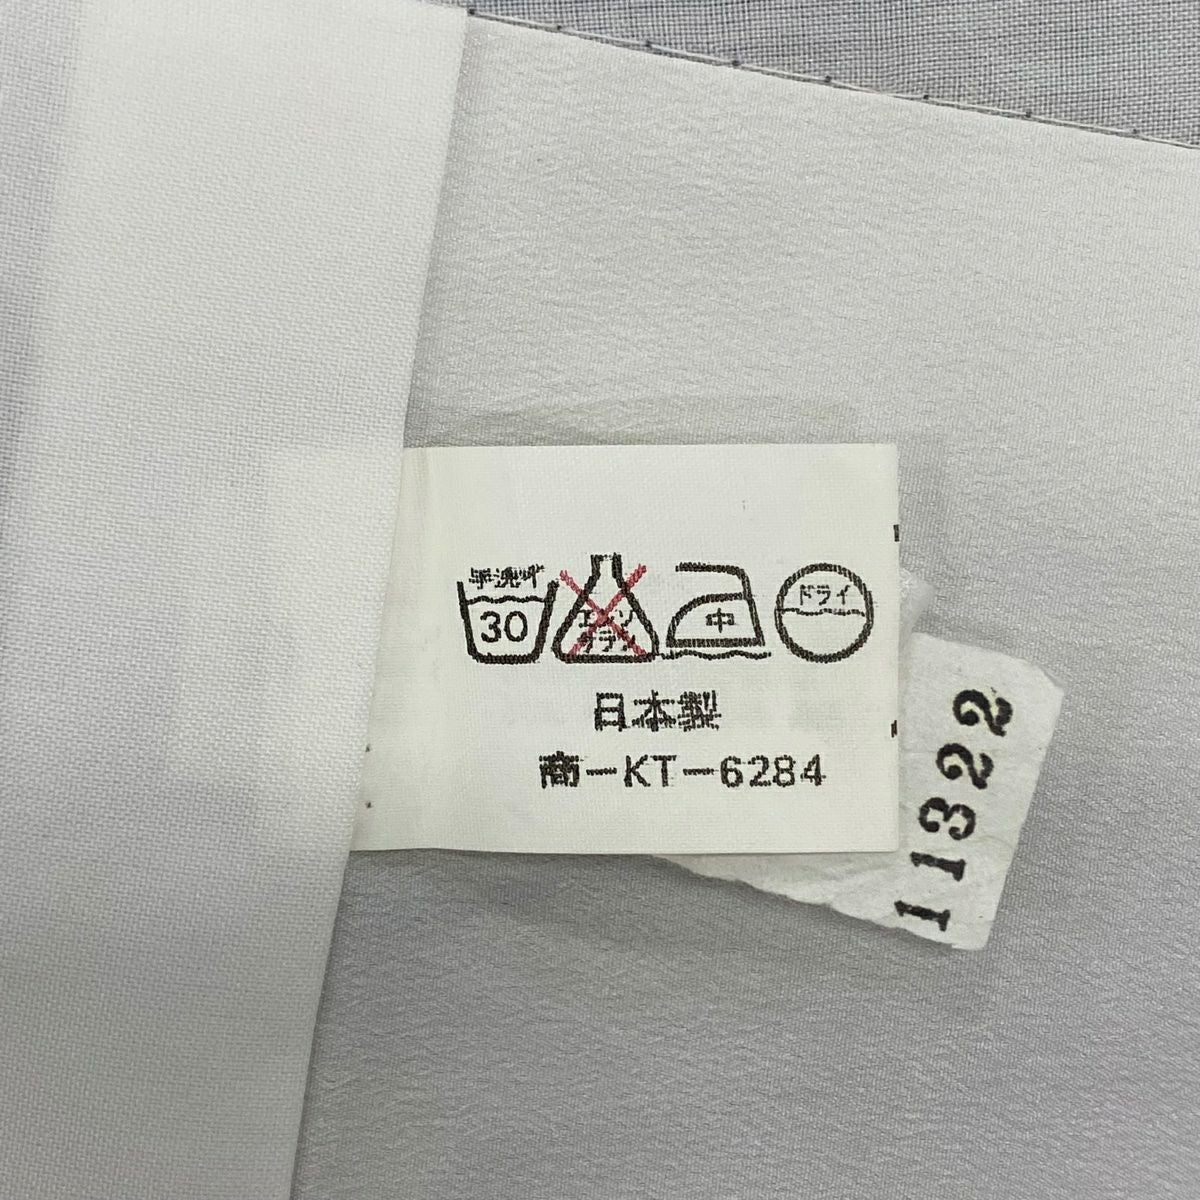 手洗イ
30
エンソ
サラシ
中
ドライ
日本製
商-KT-6284
11322